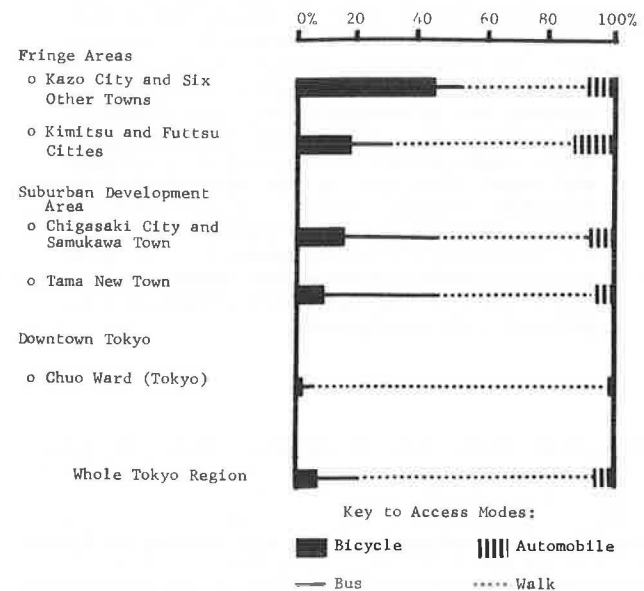 0% 20 40 60 80 100%
Fringe Areas
o Kazo City and Six
Other Towns
o Kimitsu and Futtsu
Cities
Suburban Development
Area
o Chigasaki City and
Samukawa Town
o Tama New Town
Downtown Tokyo
o Chuo Ward (Tokyo)
Whole Tokyo Region
Key to Access Modes:
Bicycle Automobile
Bus Walk